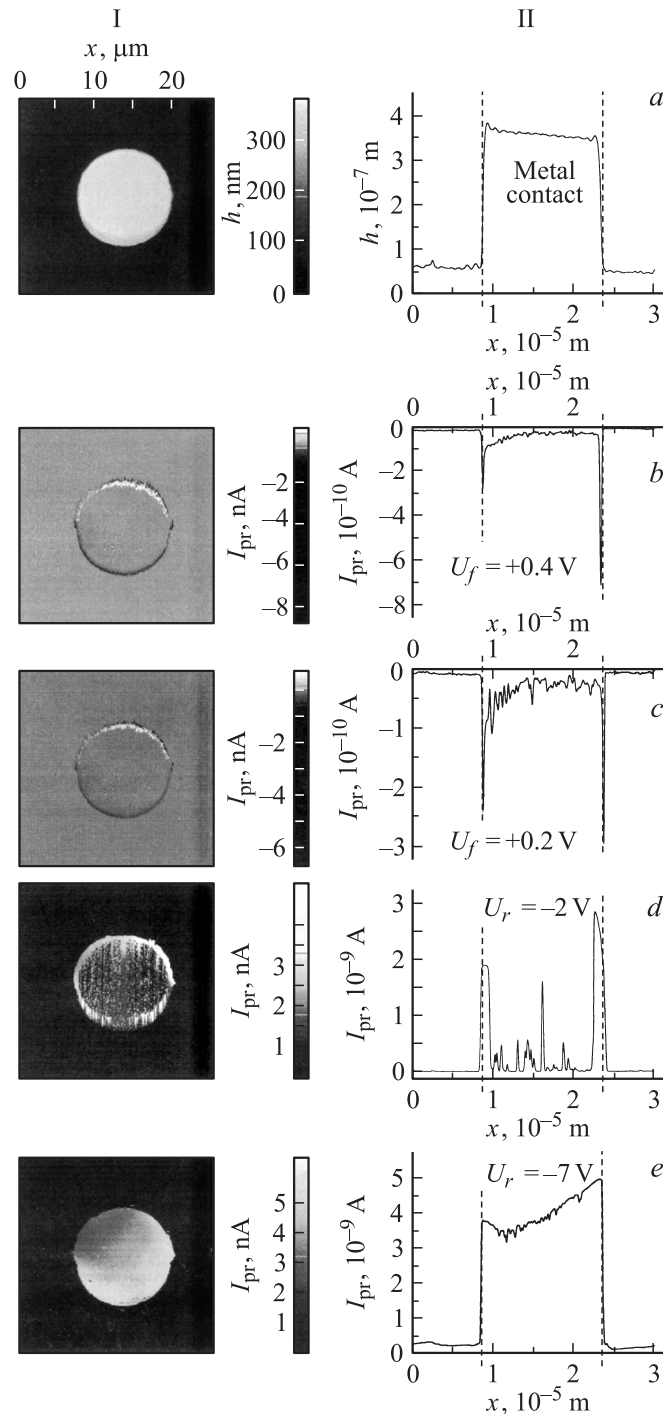 I
II
x, μm
0 10 20
300
200
100
0
h, nm
a
4
3
2
1
0
h, 10⁻⁷ m
Metal
contact
0 1 2 3
x, 10⁻⁵ m
x, 10⁻⁵ m
0 1 2
−2
−4
−6
−8
I_pr, nA
b
0
−2
−4
−6
−8
I_pr, 10⁻¹⁰ A
U_f = +0.4 V
x, 10⁻⁵ m
0 1 2
−2
−4
−6
I_pr, nA
c
0
−1
−2
−3
I_pr, 10⁻¹⁰ A
U_f = +0.2 V
3
2
1
I_pr, nA
d
3
2
1
0
I_pr, 10⁻⁹ A
U_r = −2 V
0 1 2 3
x, 10⁻⁵ m
5
4
3
2
1
I_pr, nA
e
5
4
3
2
1
0
I_pr, 10⁻⁹ A
U_r = −7 V
0 1 2 3
x, 10⁻⁵ m